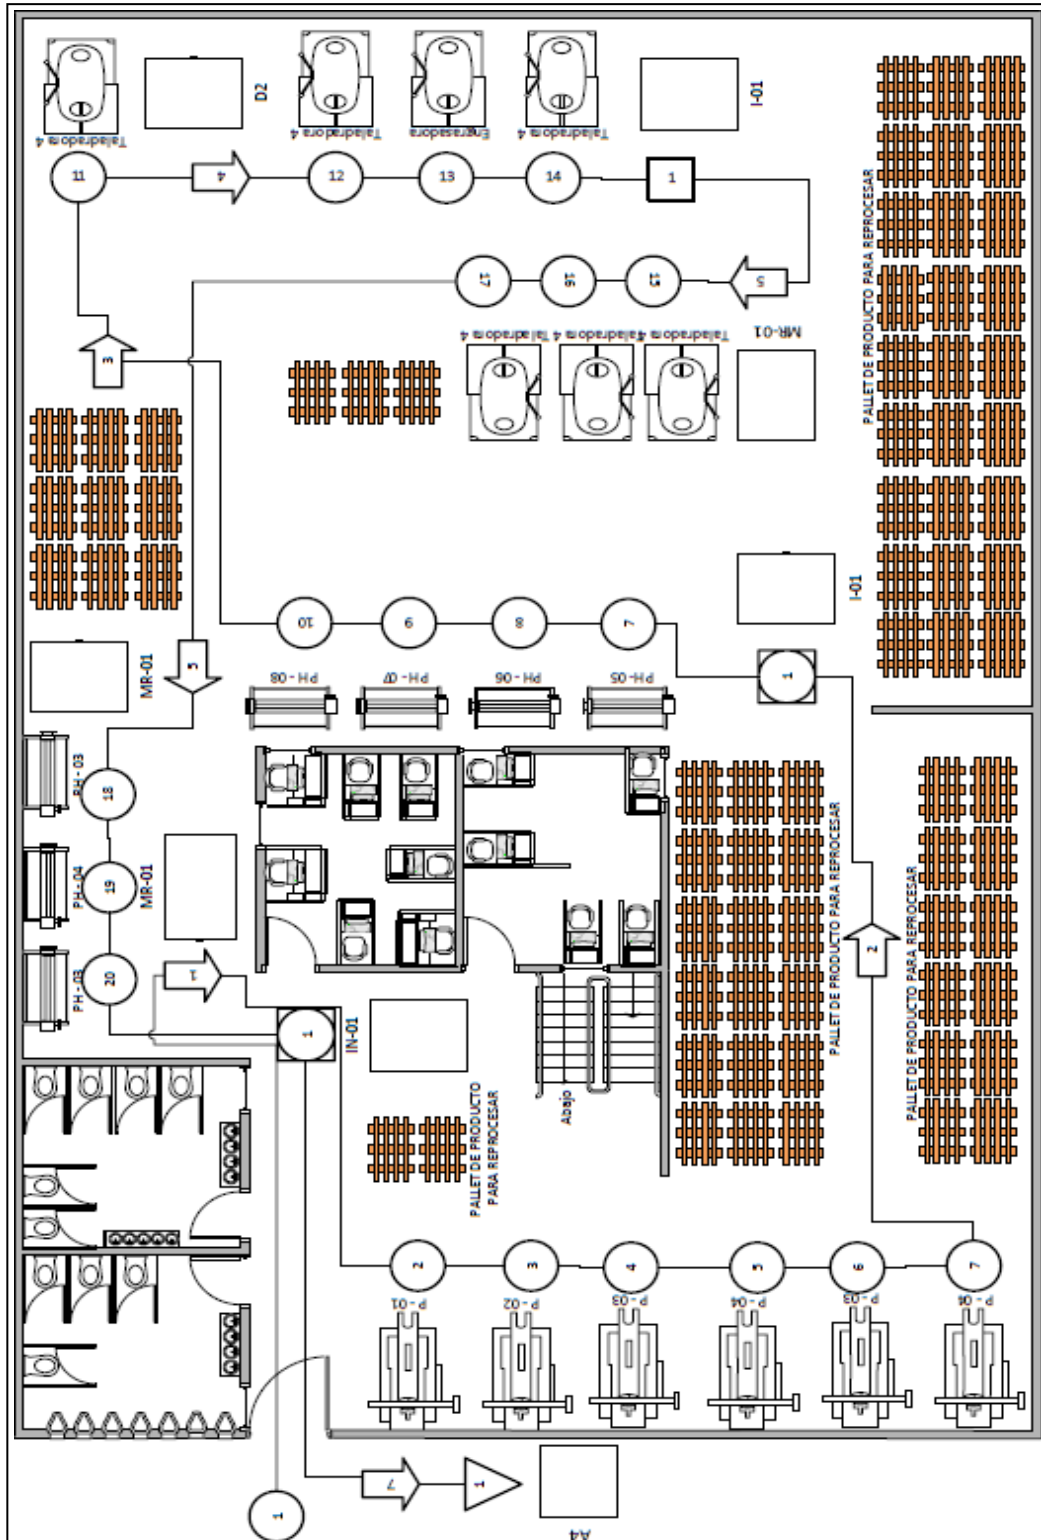 Taladradora 4
D2
Taladradora 4
Engrasadora
Taladradora 4
I-01
11
4
12
13
14
1
17
16
15
5
Taladradora 4
Taladradora 4
Taladradora 4
MR-01
3
PALLET DE PRODUCTO PARA REPROCESAR
I-01
10
9
8
7
5
MR-01
PH - 08
PH - 07
PH - 06
PH-05
1
PH - 03
18
PH - 04
19
MR-01
PH - 03
20
1
1
IN-01
PALLET DE PRODUCTO PARA REPROCESAR
PALLET DE PRODUCTO PARA REPROCESAR
2
Abajo
PALLET DE PRODUCTO
PARA REPROCESAR
2
3
4
5
6
7
P - 01
P - 02
P - 03
P - 04
1
7
1
A4